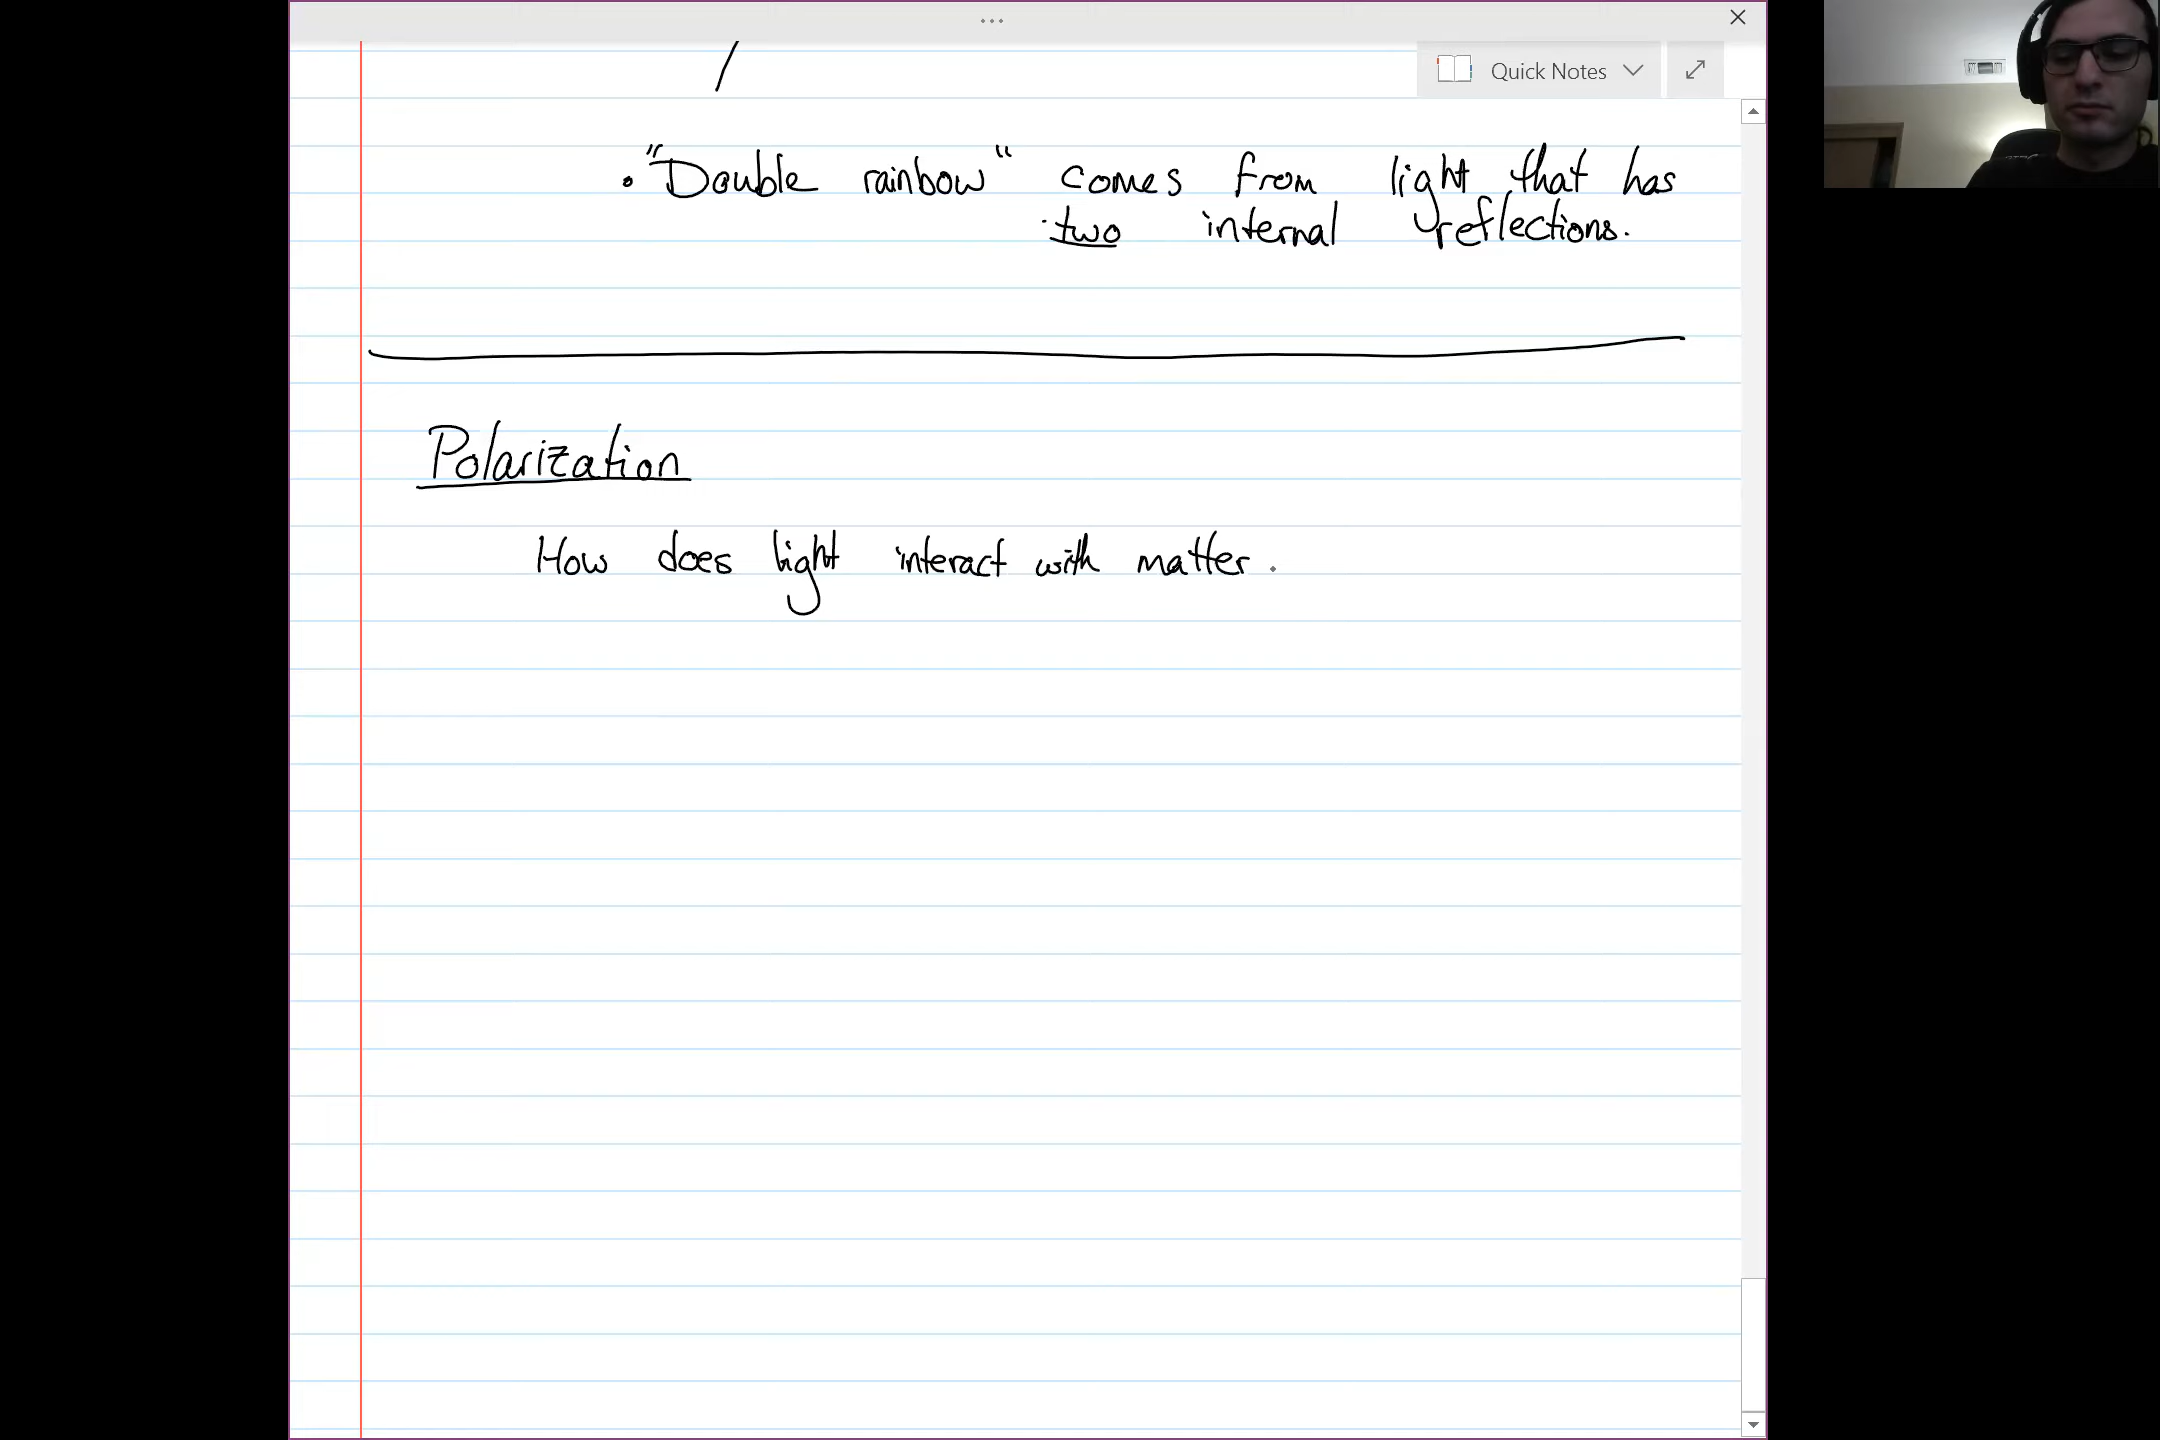 Quick Notes
• "Double rainbow" comes from light that has
two internal reflections.
Polarization
How does light interact with matter.